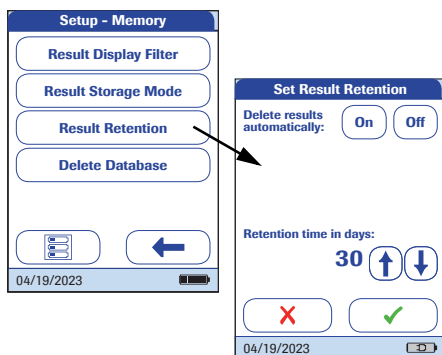 Setup - Memory
Result Display Filter
Result Storage Mode
Result Retention
Delete Database
04/19/2023
Set Result Retention
Delete results
automatically:
On
Off
Retention time in days:
30
04/19/2023